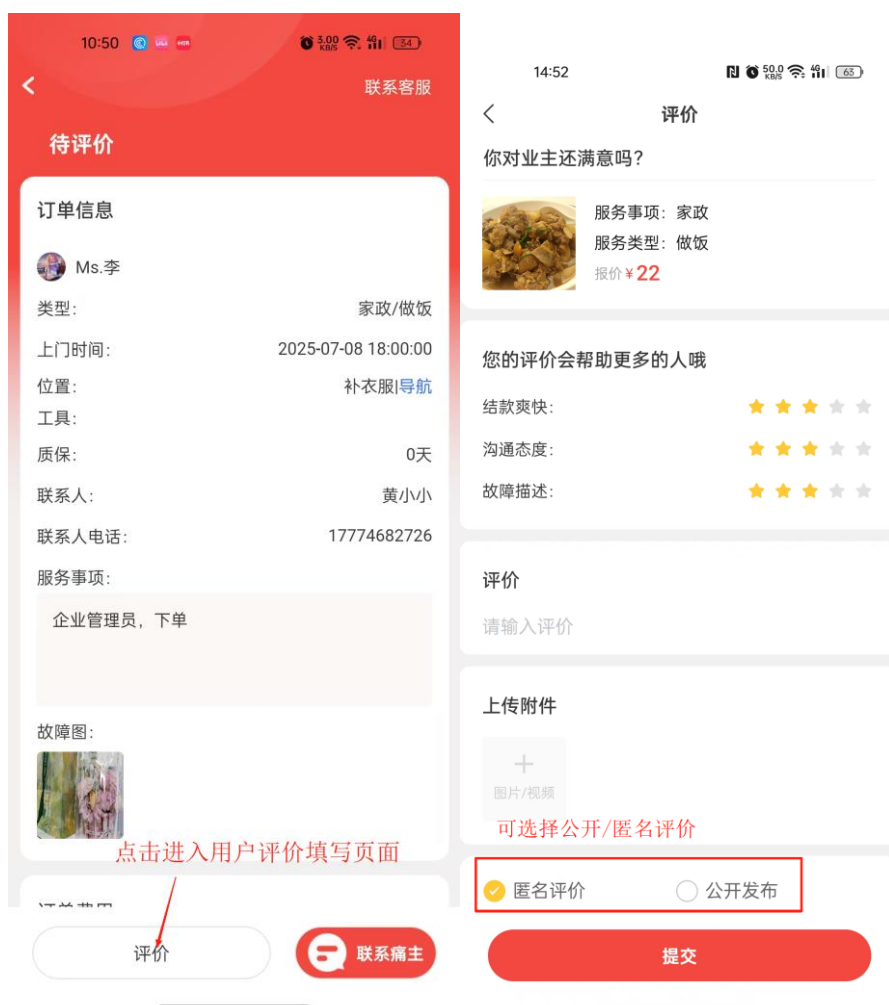 10:50
3.00 KB/S 4G 34
联系客服
待评价
订单信息
Ms.李
类型:
家政/做饭
上门时间:
2025-07-08 18:00:00
位置:
补衣服|导航
工具:
质保:
0天
联系人:
黄小小
联系人电话:
17774682726
服务事项:
企业管理员，下单
故障图:
点击进入用户评价填写页面
评价
联系痛主
14:52
50.0 KB/S 4G 63
评价
你对业主还满意吗?
服务事项: 家政
服务类型: 做饭
报价¥22
您的评价会帮助更多的人哦
结款爽快:
沟通态度:
故障描述:
评价
请输入评价
上传附件
图片/视频
可选择公开/匿名评价
匿名评价
公开发布
提交